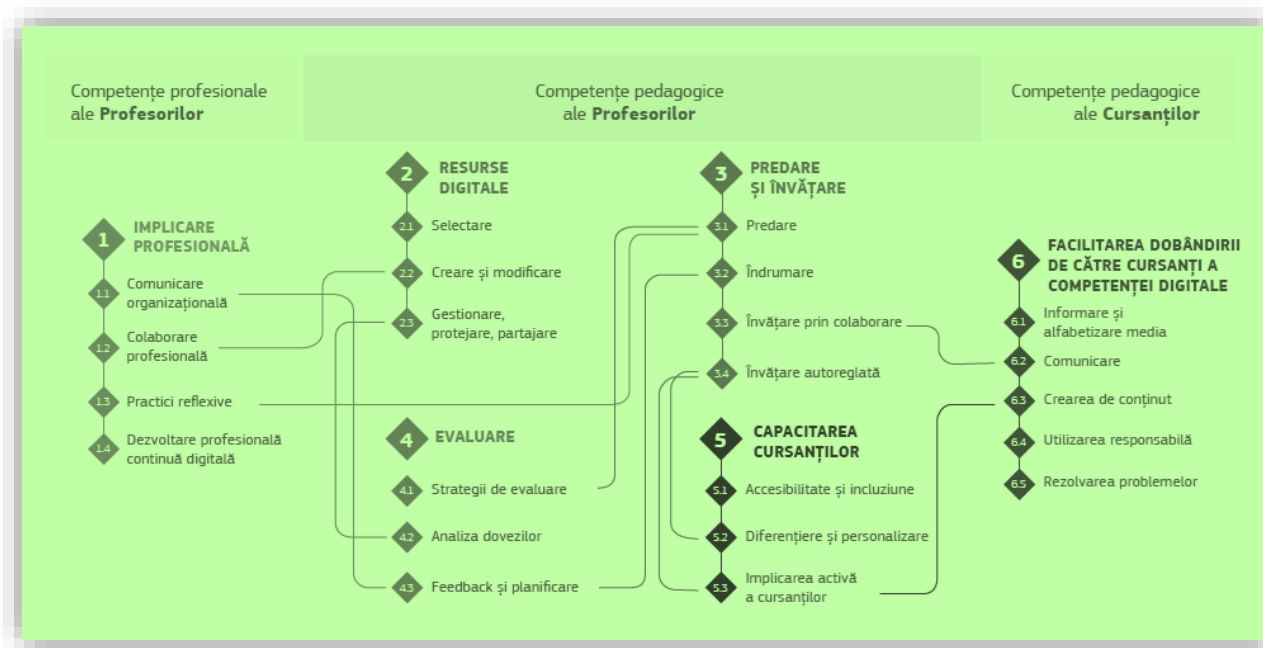 Competențe profesionale
ale Profesorilor
Competențe pedagogice
ale Profesorilor
Competențe pedagogice
ale Cursanților
1
IMPLICARE
PROFESIONALĂ
1.1
Comunicare
organizațională
1.2
Colaborare
profesională
1.3
Practici reflexive
1.4
Dezvoltare profesională
continuă digitală
2
RESURSE
DIGITALE
2.1
Selectare
2.2
Creare și modificare
2.3
Gestionare,
protejare, partajare
4
EVALUARE
4.1
Strategii de evaluare
4.2
Analiza dovezilor
4.3
Feedback și planificare
3
PREDARE
ȘI ÎNVĂȚARE
3.1
Predare
3.2
Îndrumare
3.3
Învățare prin colaborare
3.4
Învățare autoreglată
5
CAPACITAREA
CURSANȚILOR
5.1
Accesibilitate și incluziune
5.2
Diferențiere și personalizare
5.3
Implicarea activă
a cursanților
6
FACILITAREA DOBÂNDIRII
DE CĂTRE CURSANȚI A
COMPETENȚEI DIGITALE
6.1
Informare și
alfabetizare media
6.2
Comunicare
6.3
Crearea de conținut
6.4
Utilizarea responsabilă
6.5
Rezolvarea problemelor